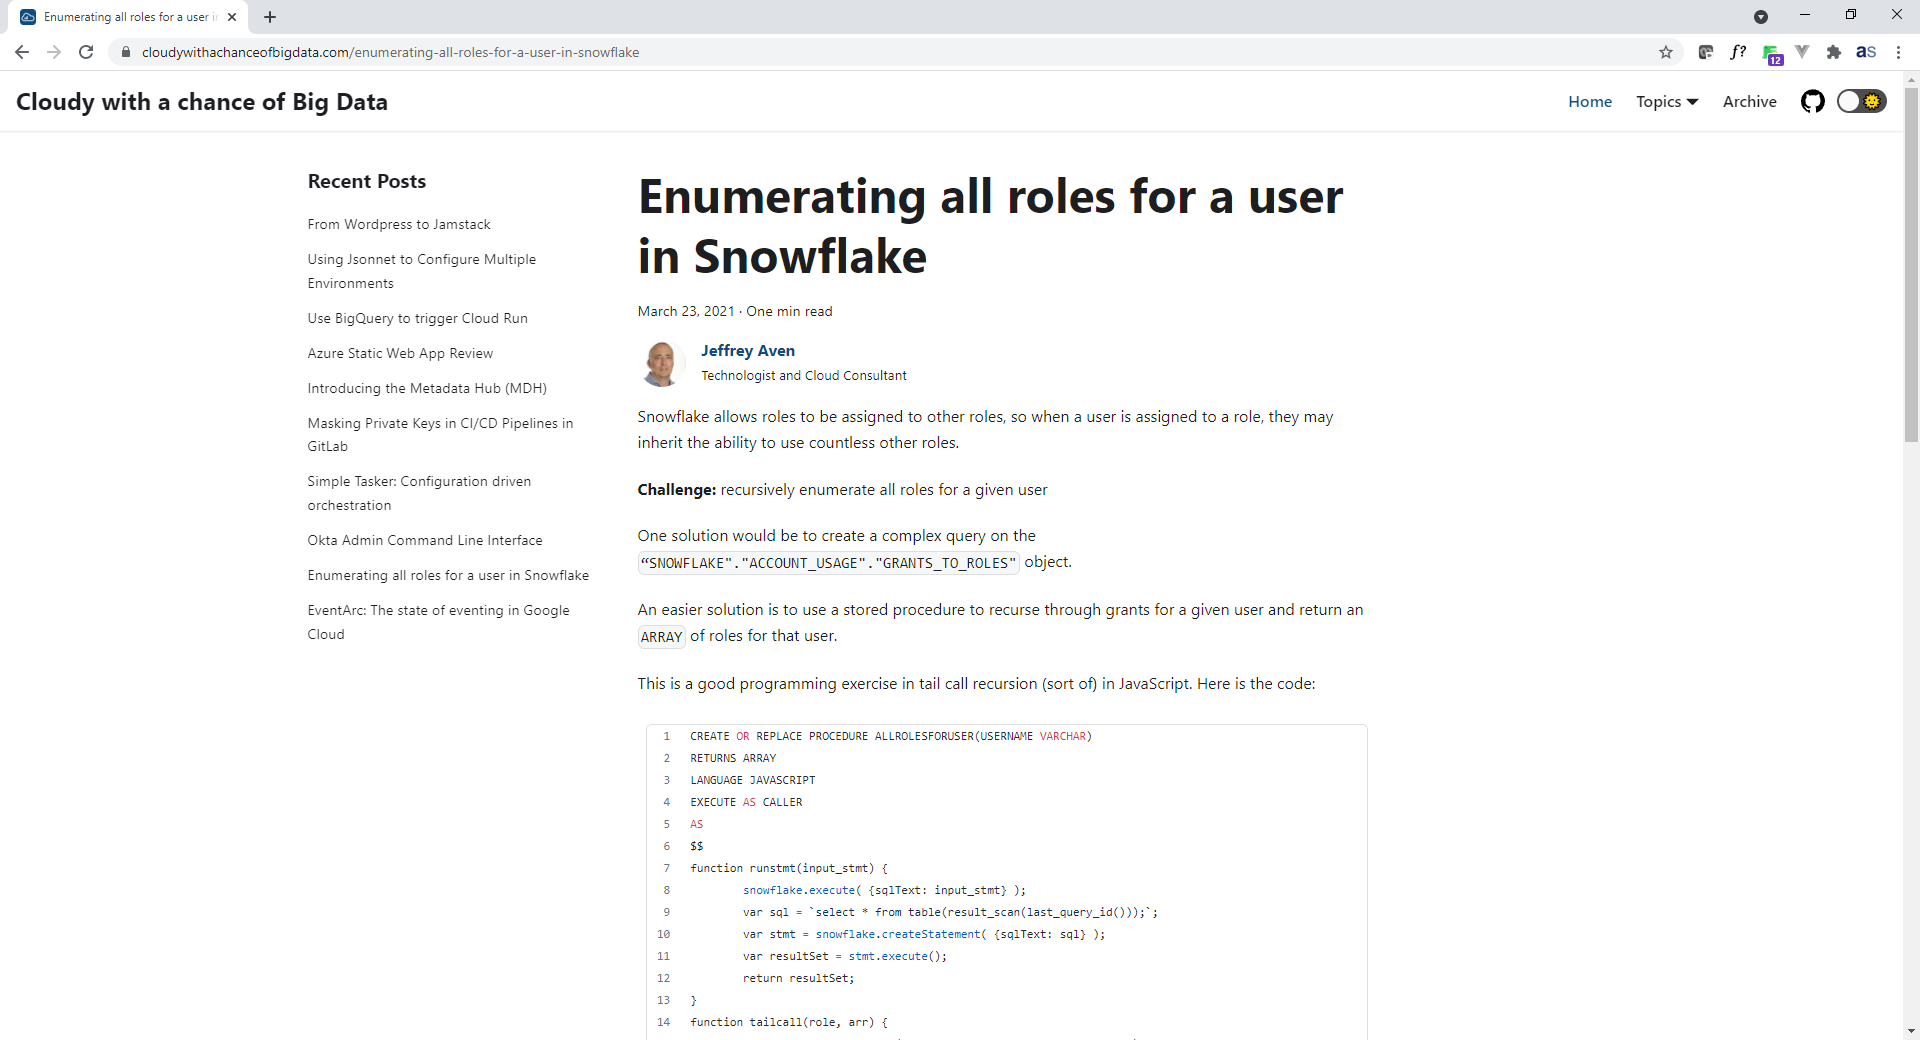 Enumerating all roles for a user in
cloudywithachanceofbigdata.com/enumerating-all-roles-for-a-user-in-snowflake
f?
12
as
Cloudy with a chance of Big Data
Home
Topics
Archive
Recent Posts
From Wordpress to Jamstack
Using Jsonnet to Configure Multiple
Environments
Use BigQuery to trigger Cloud Run
Azure Static Web App Review
Introducing the Metadata Hub (MDH)
Masking Private Keys in CI/CD Pipelines in
GitLab
Simple Tasker: Configuration driven
orchestration
Okta Admin Command Line Interface
Enumerating all roles for a user in Snowflake
EventArc: The state of eventing in Google
Cloud
Enumerating all roles for a user
in Snowflake
March 23, 2021 · One min read
Jeffrey Aven
Technologist and Cloud Consultant
Snowflake allows roles to be assigned to other roles, so when a user is assigned to a role, they may
inherit the ability to use countless other roles.
Challenge: recursively enumerate all roles for a given user
One solution would be to create a complex query on the
“SNOWFLAKE"."ACCOUNT_USAGE"."GRANTS_TO_ROLES" object.
An easier solution is to use a stored procedure to recurse through grants for a given user and return an
ARRAY of roles for that user.
This is a good programming exercise in tail call recursion (sort of) in JavaScript. Here is the code:
1 CREATE OR REPLACE PROCEDURE ALLROLESFORUSER(USERNAME VARCHAR)
2 RETURNS ARRAY
3 LANGUAGE JAVASCRIPT
4 EXECUTE AS CALLER
5 AS
6 $$
7 function runstmt(input_stmt) {
8 snowflake.execute( {sqlText: input_stmt} );
9 var sql = `select * from table(result_scan(last_query_id()));`;
10 var stmt = snowflake.createStatement( {sqlText: sql} );
11 var resultSet = stmt.execute();
12 return resultSet;
13 }
14 function tailcall(role, arr) {